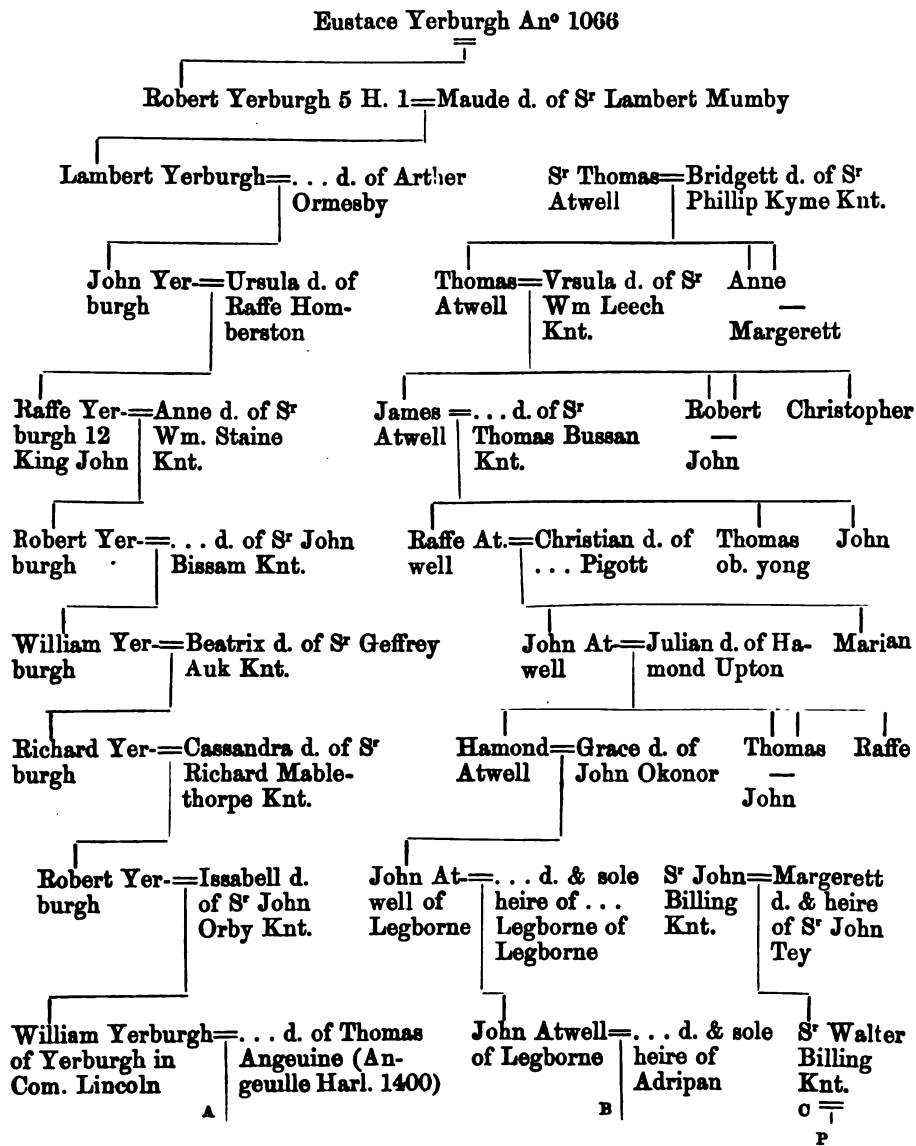 Eustace Yerburgh Anº 1066
Robert Yerburgh 5 H. 1=Maude d. of Sʳ Lambert Mumby
Lambert Yerburgh=. . . d. of Arther
Ormesby
Sʳ Thomas=Bridgett d. of Sʳ
Atwell Phillip Kyme Knt.
John Yer-=Ursula d. of
burgh Raffe Hom-
berston
Thomas=Vrsula d. of Sʳ
Atwell Wm Leech
Knt.
Anne
—
Margerett
Raffe Yer-=Anne d. of Sʳ
burgh 12 Wm. Staine
King John Knt.
James =. . . d. of Sʳ
Atwell Thomas Bussan
Knt.
Robert
—
John
Christopher
Robert Yer-=. . . d. of Sʳ John
burgh Bissam Knt.
Raffe At.=Christian d. of
well . . . Pigott
Thomas
ob. yong
John
William Yer-=Beatrix d. of Sʳ Geffrey
burgh Auk Knt.
John At-=Julian d. of Ha-
well mond Upton
Marian
Richard Yer-=Cassandra d. of Sʳ
burgh Richard Mable-
thorpe Knt.
Hamond=Grace d. of
Atwell John Okonor
Thomas
—
John
Raffe
Robert Yer-=Issabell d.
burgh of Sʳ John
Orby Knt.
John At-=. . . d. & sole
well of heire of . . .
Legborne Legborne of
Legborne
Sʳ John=Margerett
Billing d. & heire
Knt. of Sʳ John
Tey
William Yerburgh=. . . d. of Thomas
of Yerburgh in Angeuine (An-
Com. Lincoln geuille Harl. 1400)
A
John Atwell=. . . d. & sole
of Legborne heire of
Adripan
B
Sʳ Walter
Billing
Knt.
C =
P